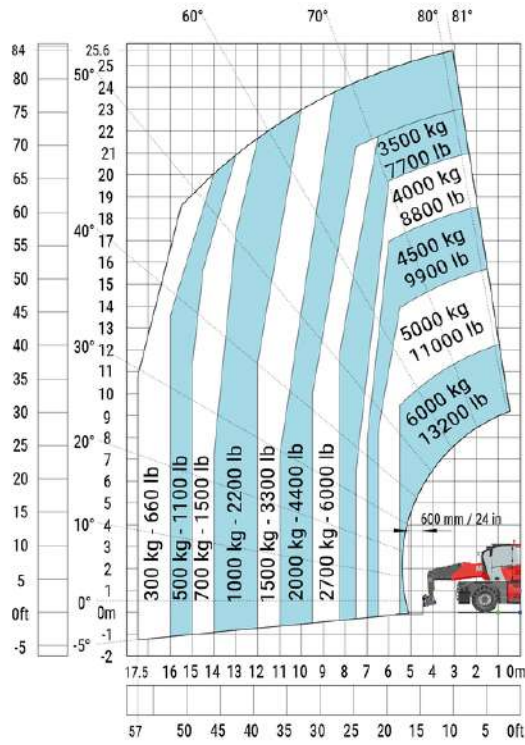 60° 70° 80° 81°
84 25.6
80 50° 25
24
75 23
22
70 21
65 20
19
60 18
40° 17
55 16
50 15
14
45 13
40 30° 12
35 11
10
30 9
25 20° 8
7
20 6
15 5
10° 4
10 3
5 2
1
0ft 0° 0m
-1
-5 -5° -2
3500 kg
7700 lb
4000 kg
8800 lb
4500 kg
9900 lb
5000 kg
11000 lb
6000 kg
13200 lb
300 kg - 660 lb
500 kg - 1100 lb
700 kg - 1500 lb
1000 kg - 2200 lb
1500 kg - 3300 lb
2000 kg - 4400 lb
2700 kg - 6000 lb
600 mm / 24 in
17.5 16 15 14 13 12 11 10 9 8 7 6 5 4 3 2 1 0m
57 50 45 40 35 30 25 20 15 10 5 0ft